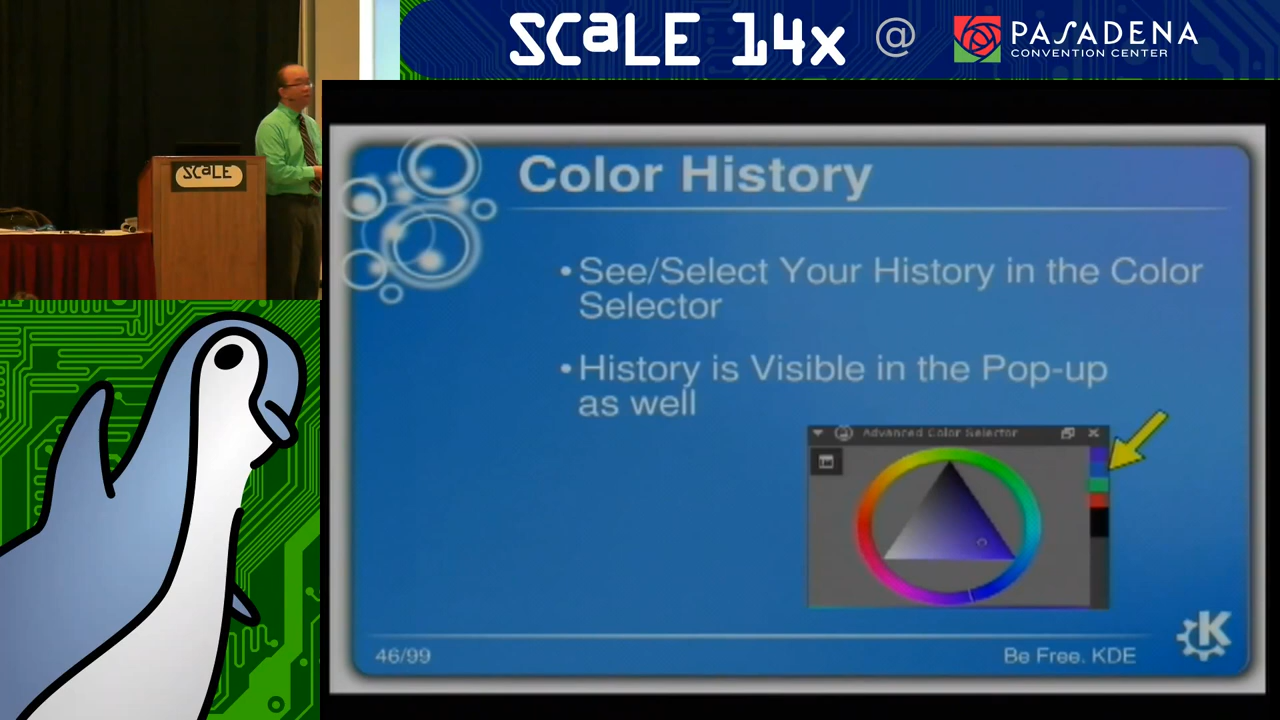 SCaLE 14x @ PASADENA
CONVENTION CENTER
SCaLE
Color History
•See/Select Your History in the Color
Selector
•History is Visible in the Pop-up
as well
Advanced Color Selector
46/99
Be Free. KDE
K